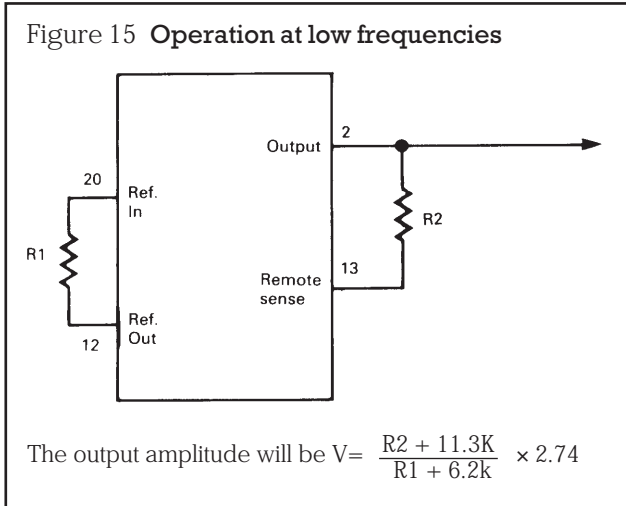 Figure 15 Operation at low frequencies
Output
2
20
Ref.
In
R1
R2
13
Remote
sense
Ref.
Out
12
The output amplitude will be V= R2 + 11.3K / R1 + 6.2k × 2.74